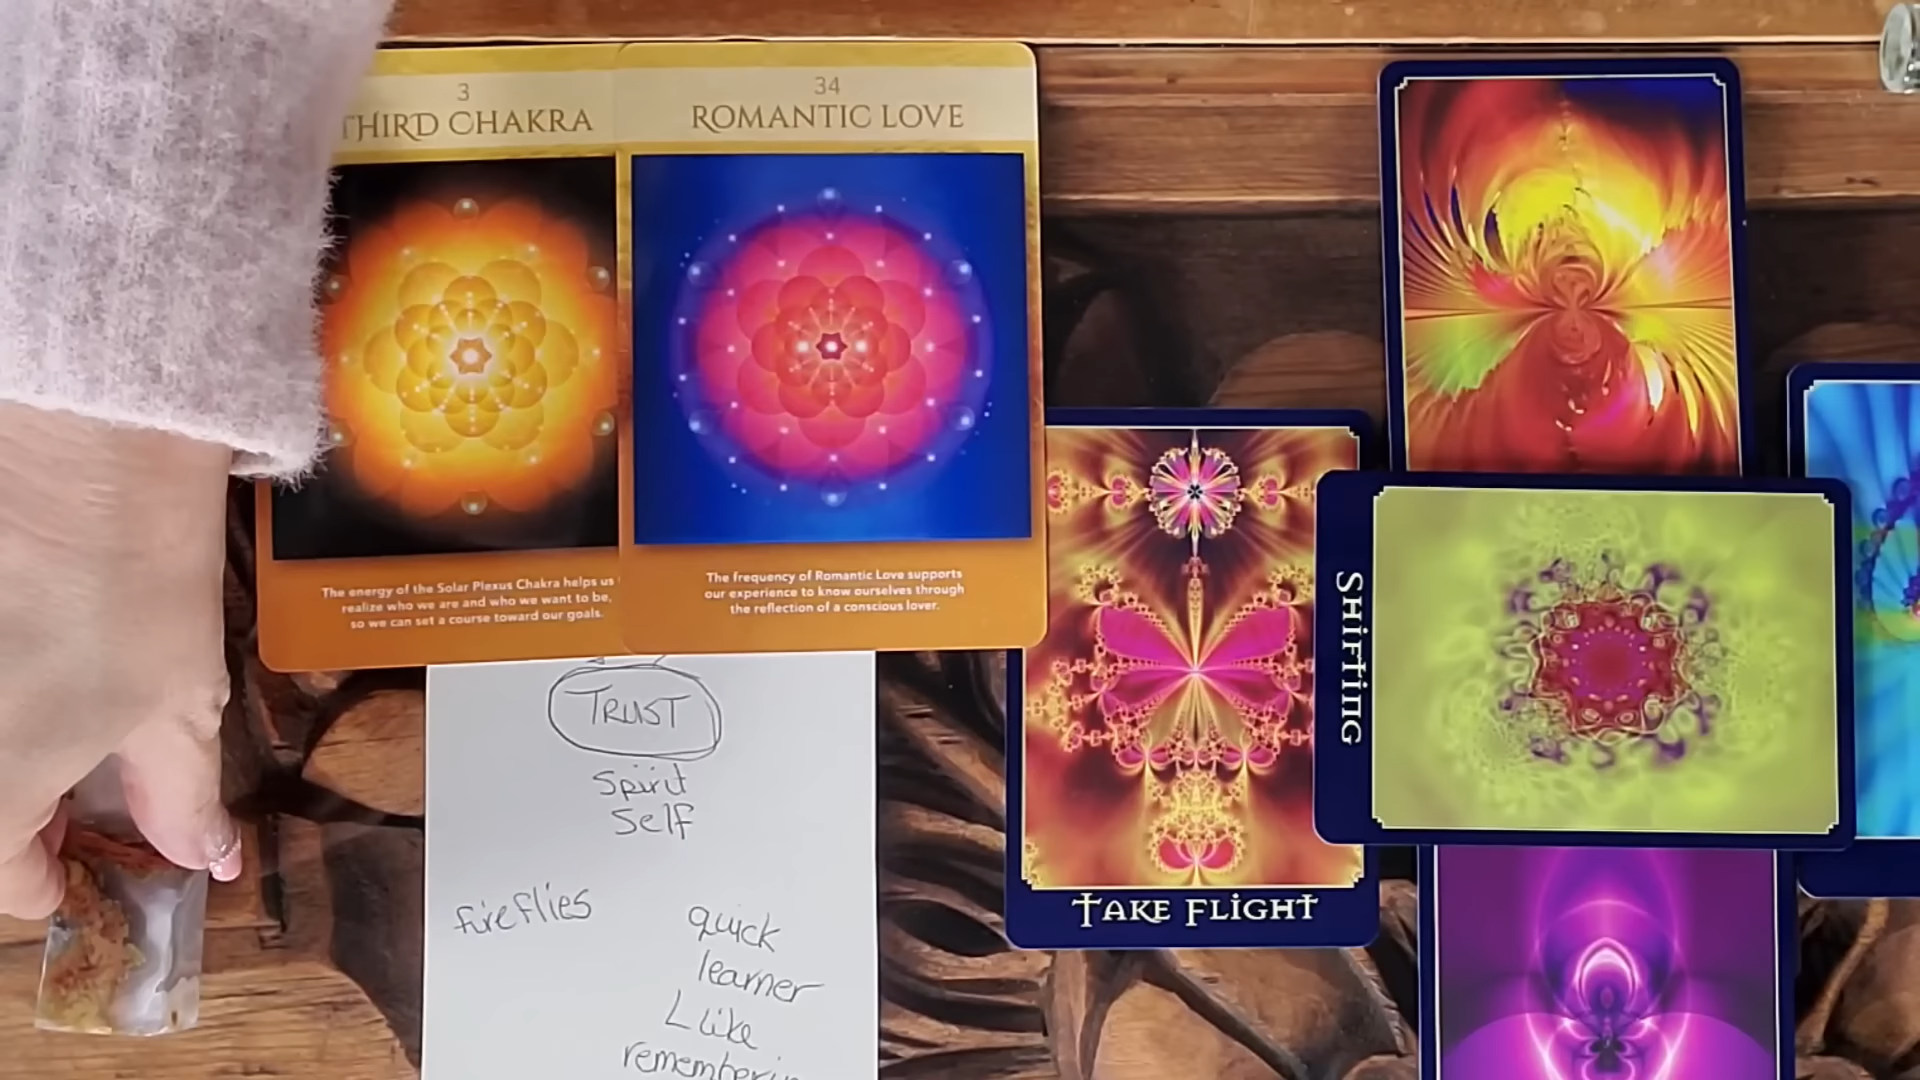 3
THIRD CHAKRA
The energy of the Solar Plexus Chakra helps us
realize who we are and who we want to be,
so we can set a course toward our goals.
34
ROMANTIC LOVE
The frequency of Romantic Love supports
our experience to know ourselves through
the reflection of a conscious lover.
TRUST
Spirit
Self
fireflies
quick
learner
Like
TAKE FLIGHT
SHIFTING